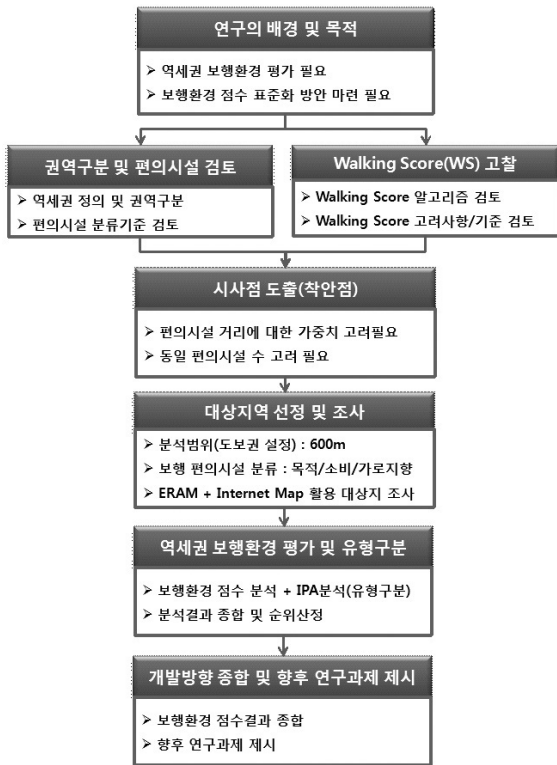 연구의 배경 및 목적
➢ 역세권 보행환경 평가 필요
➢ 보행환경 점수 표준화 방안 마련 필요
권역구분 및 편의시설 검토
➢ 역세권 정의 및 권역구분
➢ 편의시설 분류기준 검토
Walking Score(WS) 고찰
➢ Walking Score 알고리즘 검토
➢ Walking Score 고려사항/기준 검토
시사점 도출(착안점)
➢ 편의시설 거리에 대한 가중치 고려필요
➢ 동일 편의시설 수 고려 필요
대상지역 선정 및 조사
➢ 분석범위(도보권 설정) : 600m
➢ 보행 편의시설 분류 : 목적/소비/가로지향
➢ ERAM + Internet Map 활용 대상지 조사
역세권 보행환경 평가 및 유형구분
➢ 보행환경 점수 분석 + IPA분석(유형구분)
➢ 분석결과 종합 및 순위산정
개발방향 종합 및 향후 연구과제 제시
➢ 보행환경 점수결과 종합
➢ 향후 연구과제 제시